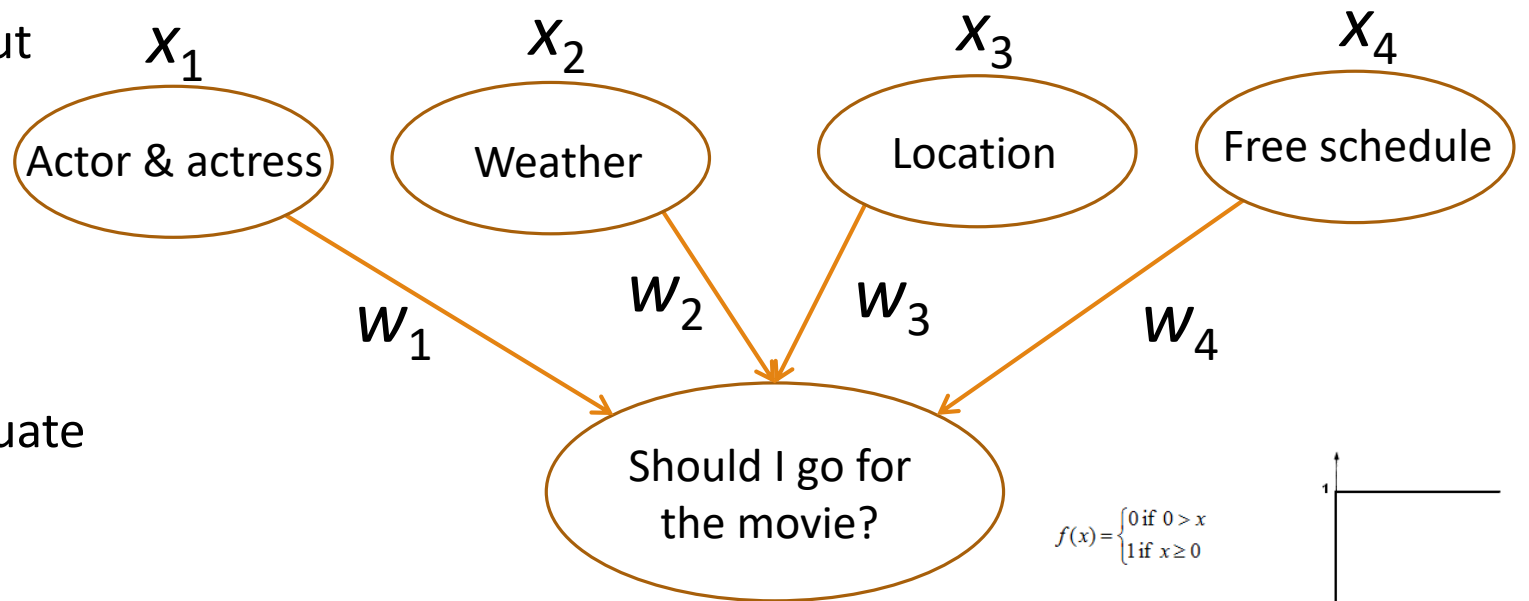 ut
x₁
x₂
x₃
x₄
Actor & actress
Weather
Location
Free schedule
w₁
w₂
w₃
w₄
uate
Should I go for
the movie?
f(x) = {0 if 0 > x
1 if x ≥ 0
1